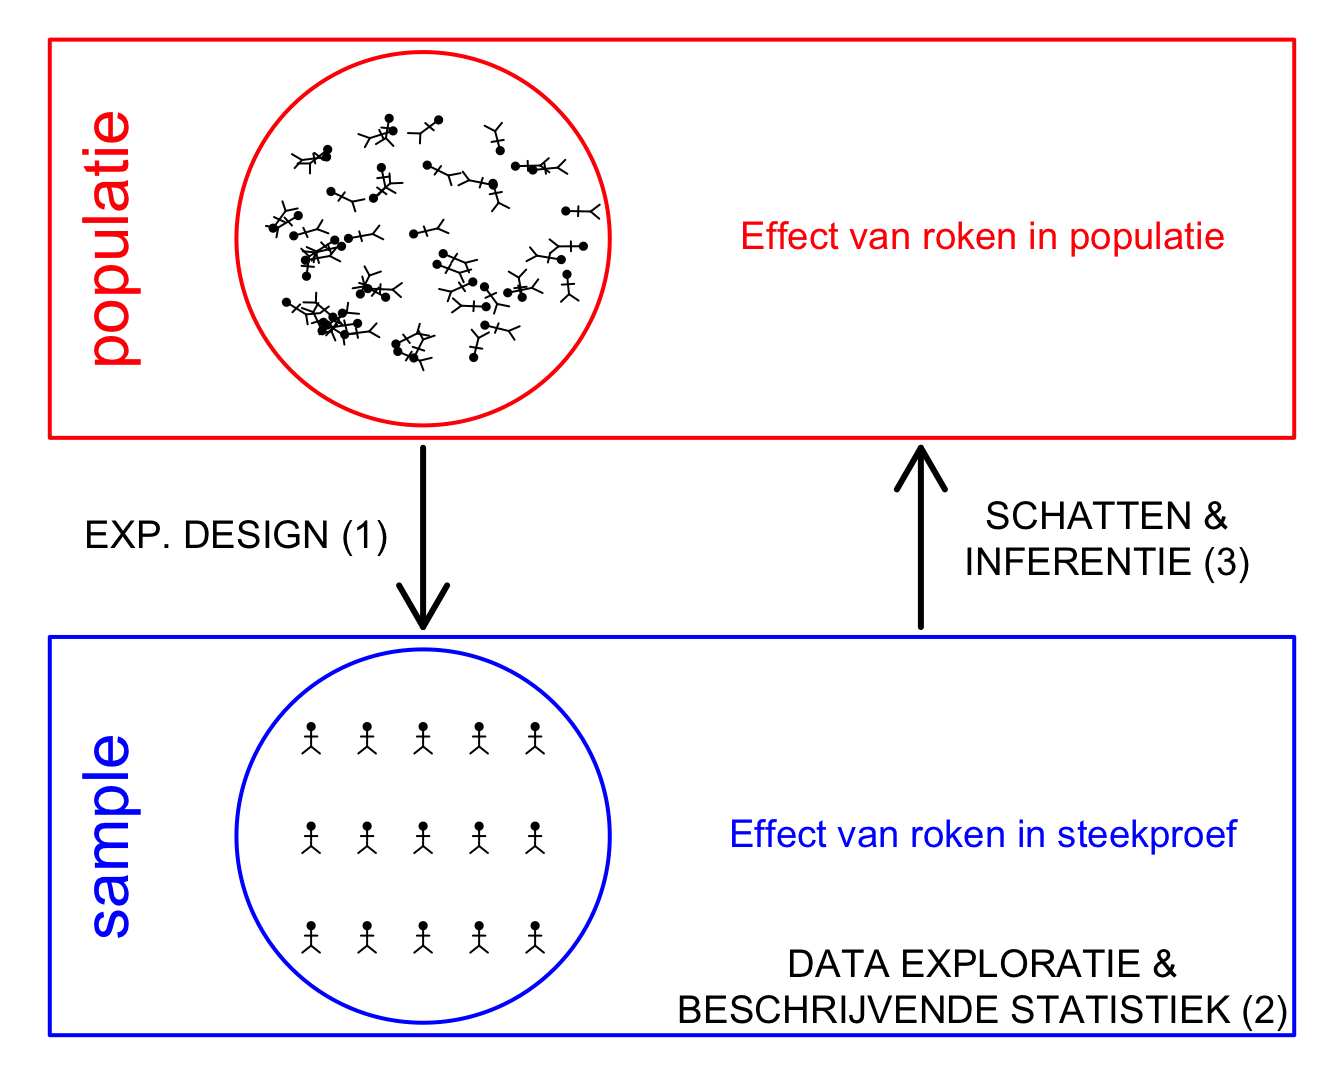 populatie
Effect van roken in populatie
EXP. DESIGN (1)
SCHATTEN &
INFERENTIE (3)
sample
Effect van roken in steekproef
DATA EXPLORATIE &
BESCHRIJVENDE STATISTIEK (2)